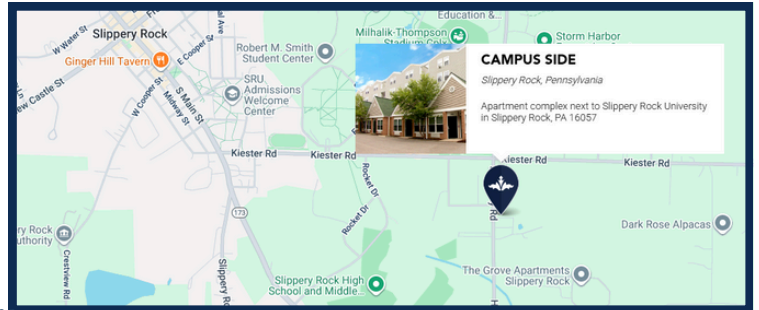 Education &...
W Water St
Slippery Rock
Milhalik-Thompson
Stadium
Storm Harbor
Ginger Hill Tavern
E Cooper St
Robert M. Smith
Student Center
CAMPUS SIDE
Slippery Rock, Pennsylvania
Apartment complex next to Slippery Rock University
in Slippery Rock, PA 16057
New Castle St
W Cooper St
Midway St
S Main St
SRU
Admissions
Welcome
Center
Kiester Rd
Kiester Rd
Kiester Rd
Kiester Rd
Rocket Dr
Rocket Dr
173
y Rd
Dark Rose Alpacas
ry Rock
uthority
Crestview Rd
Slippery Ro
Slippery Rock High
School and Middle...
The Grove Apartments
Slippery Rock
H